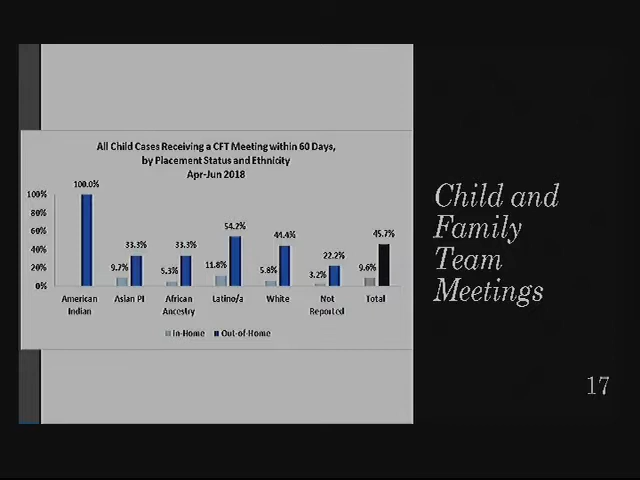 All Child Cases Receiving a CFT Meeting within 60 Days,
by Placement Status and Ethnicity
Apr-Jun 2018
100%
80%
60%
40%
20%
0%
100.0%
9.7%
33.3%
5.3%
33.3%
11.8%
54.2%
5.8%
44.4%
3.2%
22.2%
9.6%
45.7%
American
Indian
Asian PI
African
Ancestry
Latino/a
White
Not
Reported
Total
In-Home
Out-of-Home
Child and
Family
Team
Meetings
17